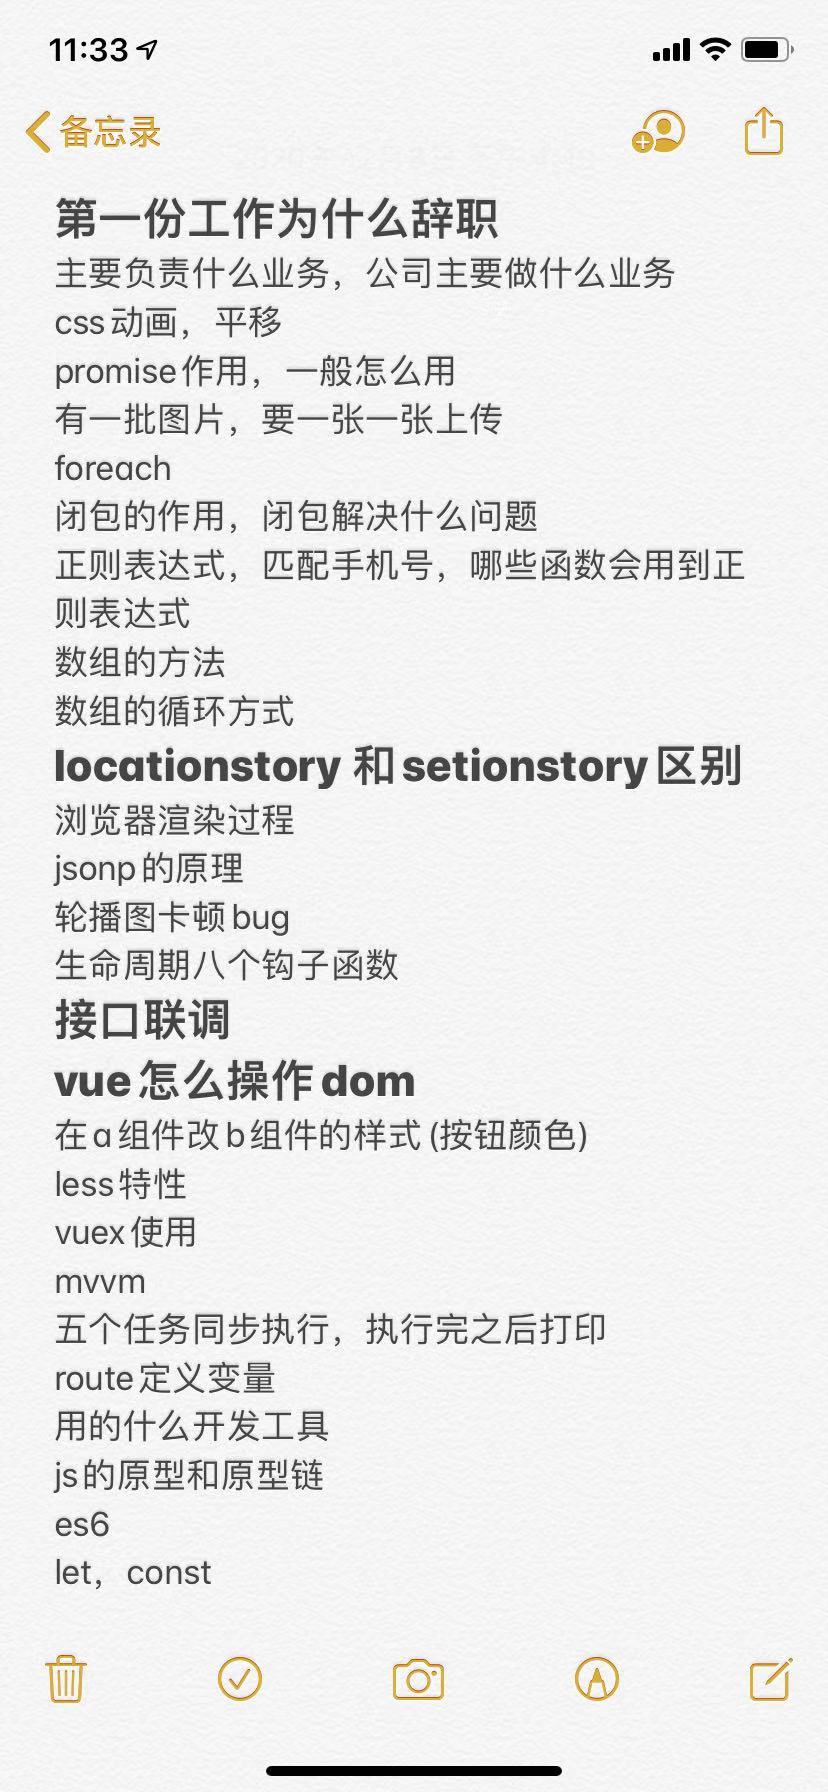 11:33
备忘录
第一份工作为什么辞职
主要负责什么业务，公司主要做什么业务
css动画，平移
promise作用，一般怎么用
有一批图片，要一张一张上传
foreach
闭包的作用，闭包解决什么问题
正则表达式，匹配手机号，哪些函数会用到正
则表达式
数组的方法
数组的循环方式
locationstory 和setionstory区别
浏览器渲染过程
jsonp的原理
轮播图卡顿bug
生命周期八个钩子函数
接口联调
vue怎么操作dom
在a组件改b组件的样式(按钮颜色)
less特性
vuex使用
mvvm
五个任务同步执行，执行完之后打印
route定义变量
用的什么开发工具
js的原型和原型链
es6
let，const